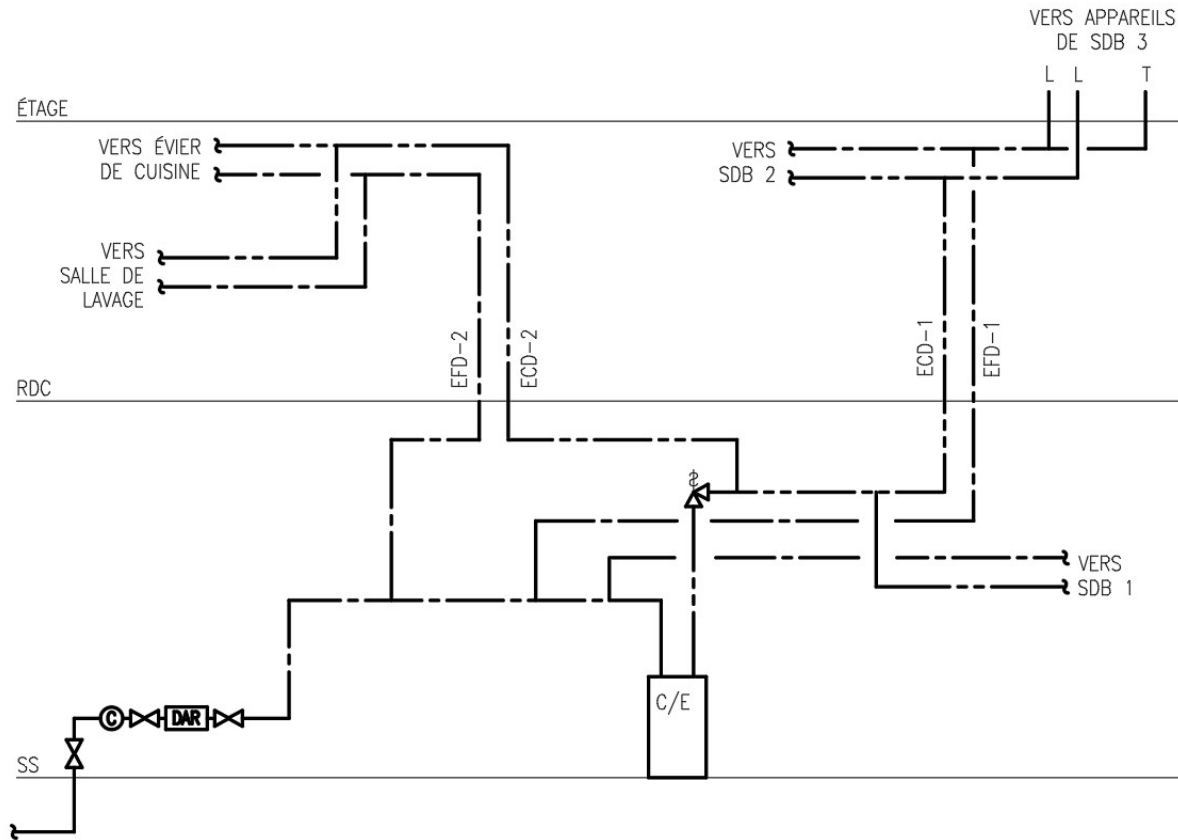 VERS APPAREILS
DE SDB 3
L L T
ÉTAGE
VERS ÉVIER
DE CUISINE
VERS
SDB 2
VERS
SALLE DE
LAVAGE
EFD-2
ECD-2
ECD-1
EFD-1
RDC
VERS
SDB 1
C/E
C
DAR
SS